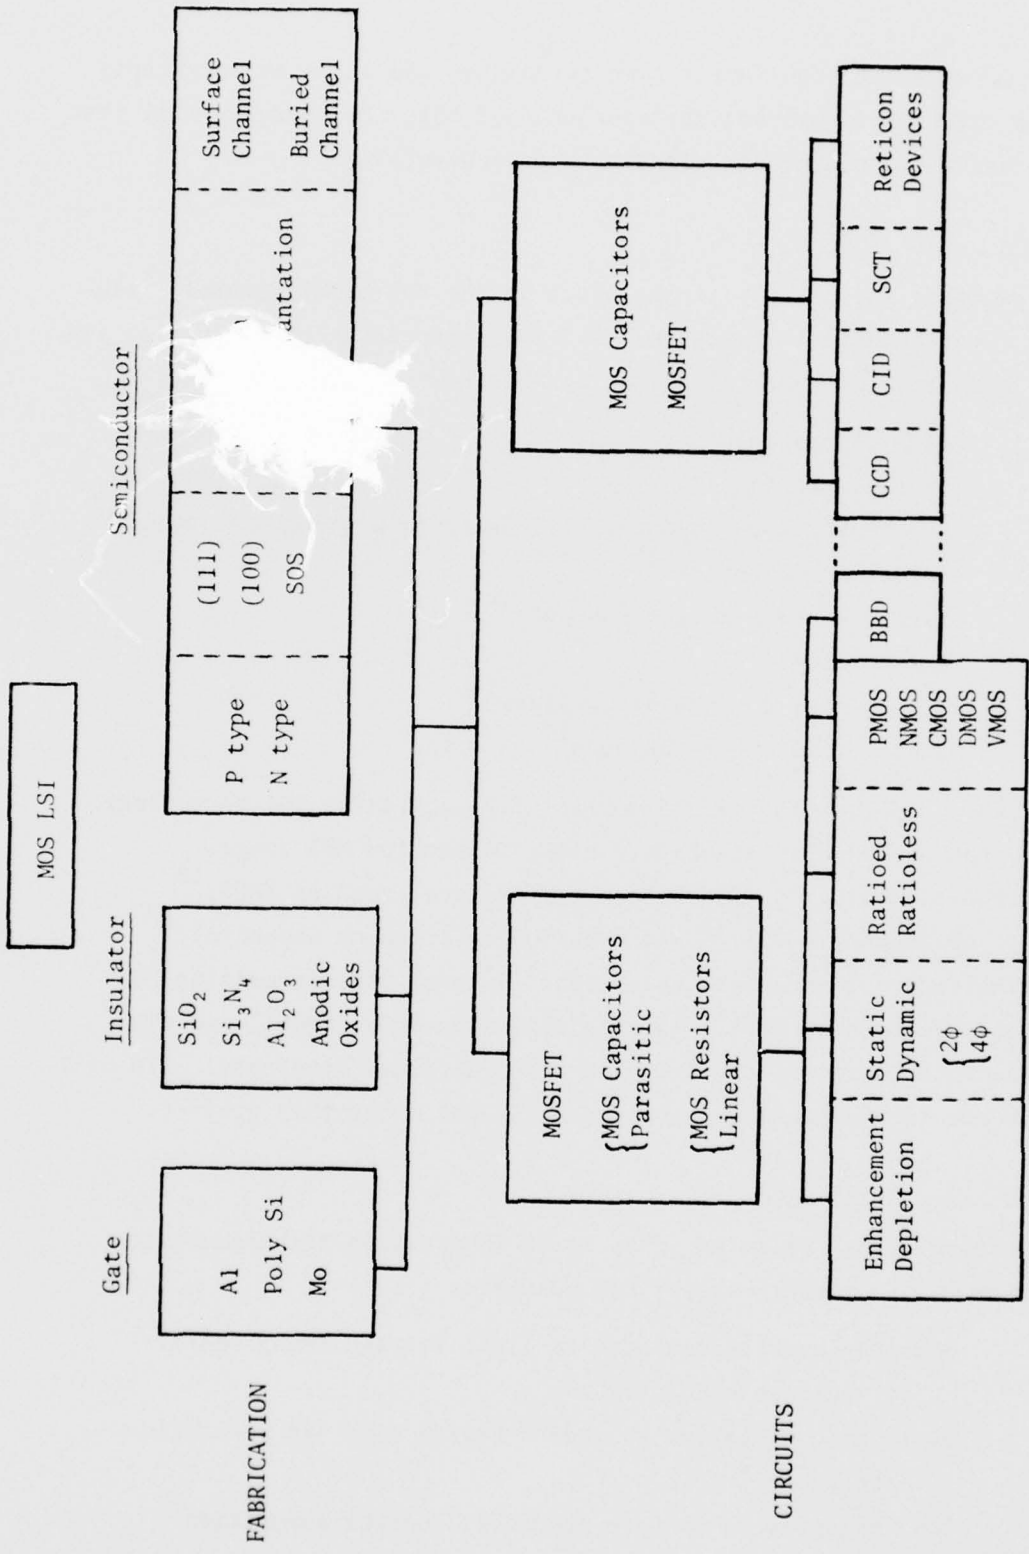 MOS LSI
Gate
Insulator
Semiconductor
FABRICATION
Al
Poly Si
Mo
SiO₂
Si₃N₄
Al₂O₃
Anodic
Oxides
P type
N type
(111)
(100)
SOS
Surface
Channel
Buried
Channel
CIRCUITS
MOSFET
{MOS Capacitors
Parasitic
{MOS Resistors
Linear
MOS Capacitors
MOSFET
Enhancement
Depletion
Static
Dynamic
{2φ
4φ
Ratioed
Ratioless
PMOS
NMOS
CMOS
DMOS
VMOS
BBD
CCD
CID
SCT
Reticon
Devices